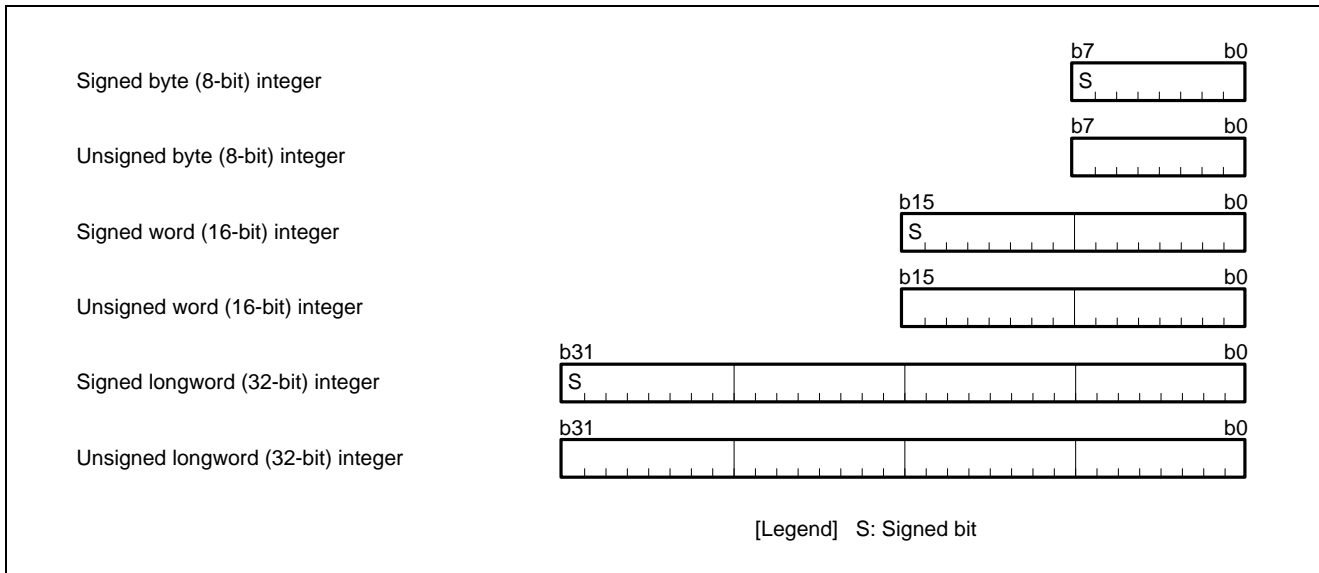 b7 b0
Signed byte (8-bit) integer S
b7 b0
Unsigned byte (8-bit) integer
b15 b0
Signed word (16-bit) integer S
b15 b0
Unsigned word (16-bit) integer
b31 b0
Signed longword (32-bit) integer S
b31 b0
Unsigned longword (32-bit) integer
[Legend] S: Signed bit